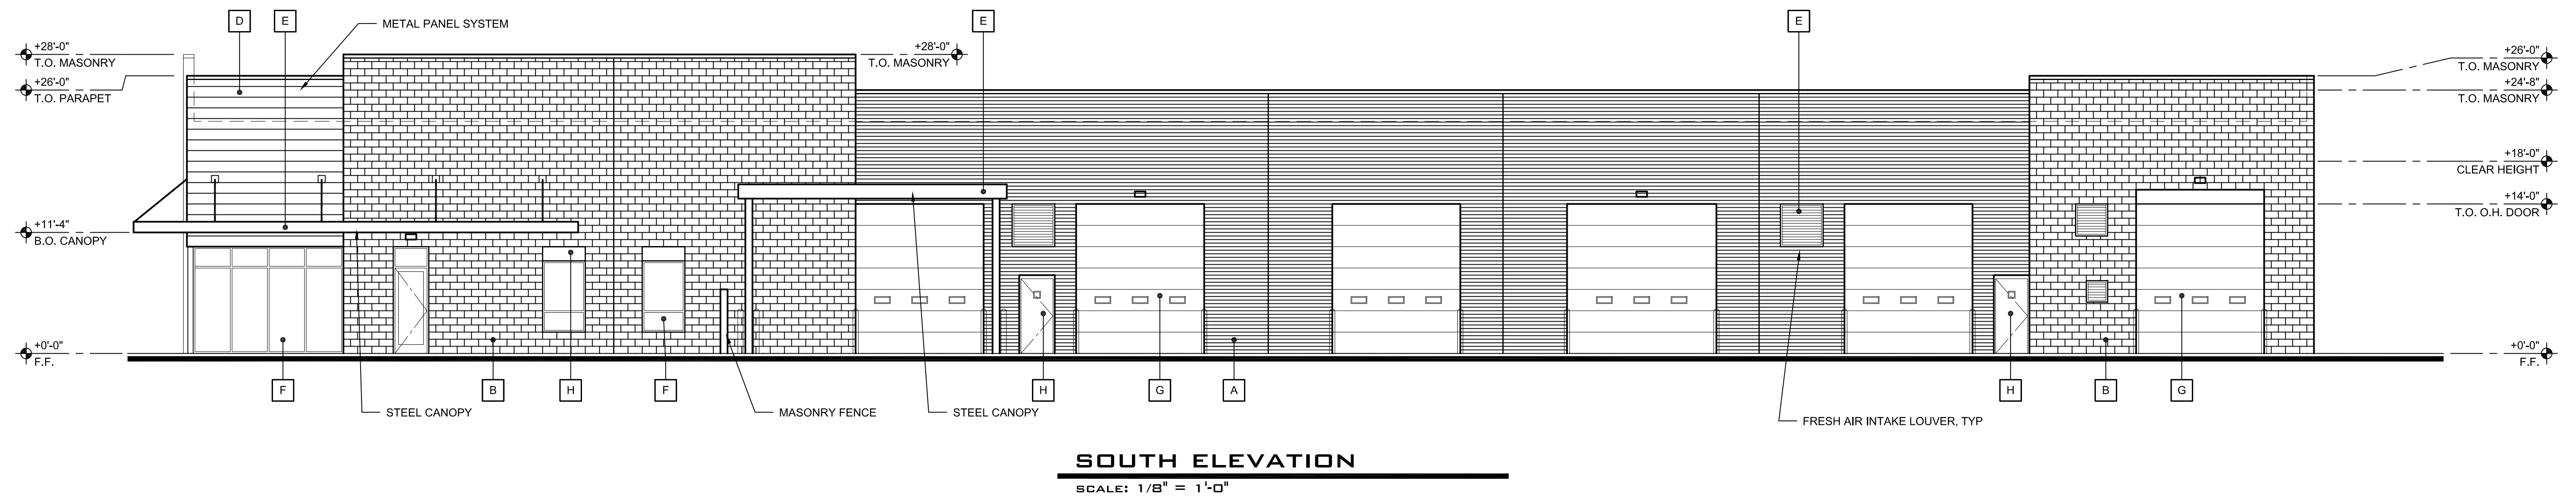 D
E
METAL PANEL SYSTEM
E
E
+28'-0"
T.O. MASONRY
+26'-0"
T.O. PARAPET
+11'-4"
B.O. CANOPY
+0'-0"
F.F.
+28'-0"
T.O. MASONRY
+26'-0"
T.O. MASONRY
+24'-8"
T.O. MASONRY
+18'-0"
CLEAR HEIGHT
+14'-0"
T.O. O.H. DOOR
+0'-0"
F.F.
F
B
H
F
H
G
A
H
B
G
STEEL CANOPY
MASONRY FENCE
STEEL CANOPY
FRESH AIR INTAKE LOUVER, TYP
SOUTH ELEVATION
SCALE: 1/8" = 1'-0"